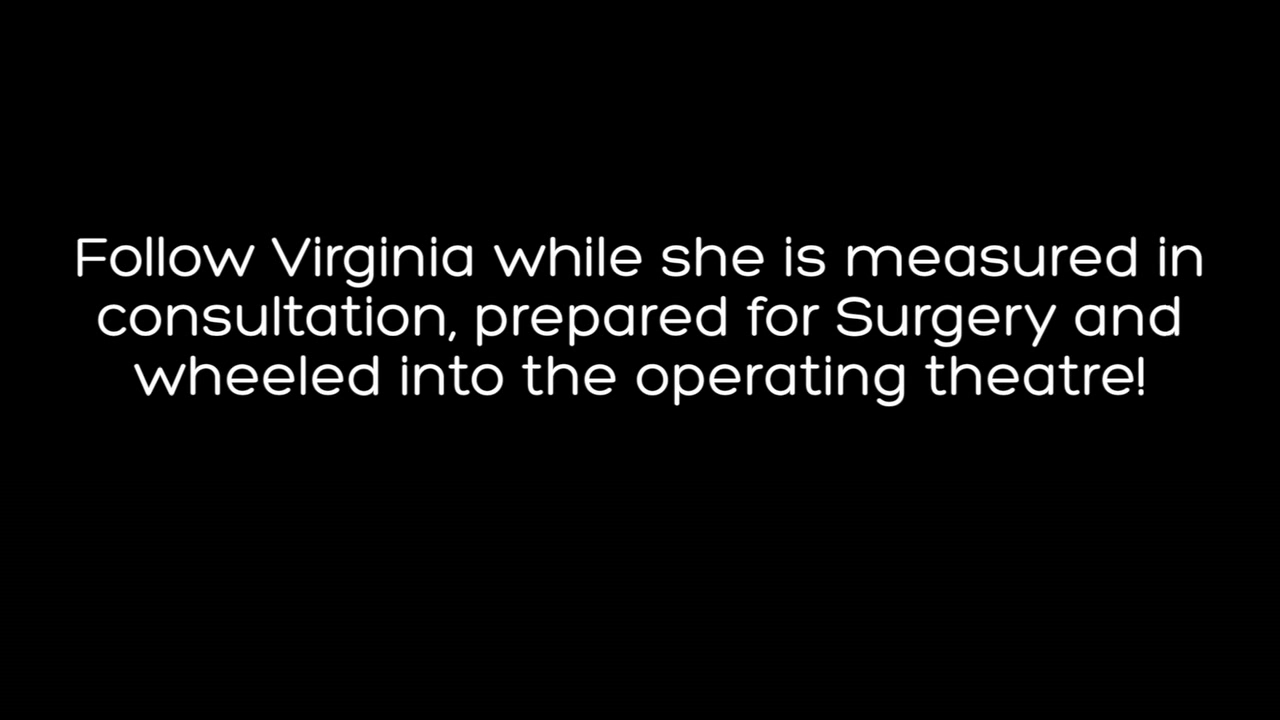 Follow Virginia while she is measured in
consultation, prepared for Surgery and
wheeled into the operating theatre!